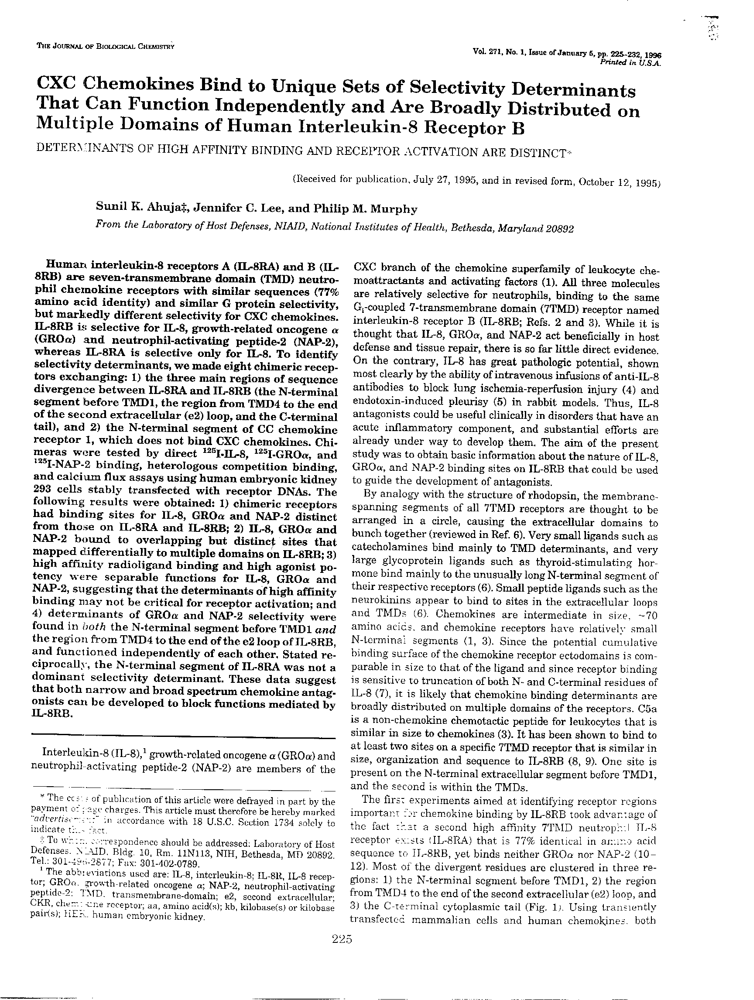 THE JOURNAL OF BIOLOGICAL CHEMISTRY
Vol. 271, No. 1, Issue of January 5, pp. 225–232, 1996
Printed in U.S.A.
CXC Chemokines Bind to Unique Sets of Selectivity Determinants
That Can Function Independently and Are Broadly Distributed on
Multiple Domains of Human Interleukin-8 Receptor B
DETERMINANTS OF HIGH AFFINITY BINDING AND RECEPTOR ACTIVATION ARE DISTINCT*
(Received for publication, July 27, 1995, and in revised form, October 12, 1995)
Sunil K. Ahuja‡, Jennifer C. Lee, and Philip M. Murphy
From the Laboratory of Host Defenses, NIAID, National Institutes of Health, Bethesda, Maryland 20892
Human interleukin-8 receptors A (IL-8RA) and B (IL-
8RB) are seven-transmembrane domain (TMD) neutro-
phil chemokine receptors with similar sequences (77%
amino acid identity) and similar G protein selectivity,
but markedly different selectivity for CXC chemokines.
IL-8RB is selective for IL-8, growth-related oncogene α
(GROα) and neutrophil-activating peptide-2 (NAP-2),
whereas IL-8RA is selective only for IL-8. To identify
selectivity determinants, we made eight chimeric recep-
tors exchanging: 1) the three main regions of sequence
divergence between IL-8RA and IL-8RB (the N-terminal
segment before TMD1, the region from TMD4 to the end
of the second extracellular (e2) loop, and the C-terminal
tail), and 2) the N-terminal segment of CC chemokine
receptor 1, which does not bind CXC chemokines. Chi-
meras were tested by direct ¹²⁵I-IL-8, ¹²⁵I-GROα, and
¹²⁵I-NAP-2 binding, heterologous competition binding,
and calcium flux assays using human embryonic kidney
293 cells stably transfected with receptor DNAs. The
following results were obtained: 1) chimeric receptors
had binding sites for IL-8, GROα and NAP-2 distinct
from those on IL-8RA and IL-8RB; 2) IL-8, GROα and
NAP-2 bound to overlapping but distinct sites that
mapped differentially to multiple domains on IL-8RB; 3)
high affinity radioligand binding and high agonist po-
tency were separable functions for IL-8, GROα and
NAP-2, suggesting that the determinants of high affinity
binding may not be critical for receptor activation; and
4) determinants of GROα and NAP-2 selectivity were
found in both the N-terminal segment before TMD1 and
the region from TMD4 to the end of the e2 loop of IL-8RB,
and functioned independently of each other. Stated re-
ciprocally, the N-terminal segment of IL-8RA was not a
dominant selectivity determinant. These data suggest
that both narrow and broad spectrum chemokine antag-
onists can be developed to block functions mediated by
IL-8RB.
Interleukin-8 (IL-8),¹ growth-related oncogene α (GROα) and
neutrophil-activating peptide-2 (NAP-2) are members of the
* The costs of publication of this article were defrayed in part by the
payment of page charges. This article must therefore be hereby marked
"advertisement" in accordance with 18 U.S.C. Section 1734 solely to
indicate this fact.
‡ To whom correspondence should be addressed: Laboratory of Host
Defenses, NIAID, Bldg. 10, Rm. 11N113, NIH, Bethesda, MD 20892.
Tel.: 301-496-2877; Fax: 301-402-0789.
¹ The abbreviations used are: IL-8, interleukin-8; IL-8R, IL-8 recep-
tor; GROα, growth-related oncogene α; NAP-2, neutrophil-activating
peptide-2; TMD, transmembrane-domain; e2, second extracellular;
CKR, chemokine receptor; aa, amino acid(s); kb, kilobase(s) or kilobase
pair(s); HEK, human embryonic kidney.
CXC branch of the chemokine superfamily of leukocyte che-
moattractants and activating factors (1). All three molecules
are relatively selective for neutrophils, binding to the same
Gᵢ-coupled 7-transmembrane domain (7TMD) receptor named
interleukin-8 receptor B (IL-8RB; Refs. 2 and 3). While it is
thought that IL-8, GROα, and NAP-2 act beneficially in host
defense and tissue repair, there is so far little direct evidence.
On the contrary, IL-8 has great pathologic potential, shown
most clearly by the ability of intravenous infusions of anti-IL-8
antibodies to block lung ischemia-reperfusion injury (4) and
endotoxin-induced pleurisy (5) in rabbit models. Thus, IL-8
antagonists could be useful clinically in disorders that have an
acute inflammatory component, and substantial efforts are
already under way to develop them. The aim of the present
study was to obtain basic information about the nature of IL-8,
GROα, and NAP-2 binding sites on IL-8RB that could be used
to guide the development of antagonists.
By analogy with the structure of rhodopsin, the membrane-
spanning segments of all 7TMD receptors are thought to be
arranged in a circle, causing the extracellular domains to
bunch together (reviewed in Ref. 6). Very small ligands such as
catecholamines bind mainly to TMD determinants, and very
large glycoprotein ligands such as thyroid-stimulating hor-
mone bind mainly to the unusually long N-terminal segment of
their respective receptors (6). Small peptide ligands such as the
neurokinins appear to bind to sites in the extracellular loops
and TMDs (6). Chemokines are intermediate in size, ~70
amino acids, and chemokine receptors have relatively small
N-terminal segments (1, 3). Since the potential cumulative
binding surface of the chemokine receptor ectodomains is com-
parable in size to that of the ligand and since receptor binding
is sensitive to truncation of both N- and C-terminal residues of
IL-8 (7), it is likely that chemokine binding determinants are
broadly distributed on multiple domains of the receptors. C5a
is a non-chemokine chemotactic peptide for leukocytes that is
similar in size to chemokines (3). It has been shown to bind to
at least two sites on a specific 7TMD receptor that is similar in
size, organization and sequence to IL-8RB (8, 9). One site is
present on the N-terminal extracellular segment before TMD1,
and the second is within the TMDs.
The first experiments aimed at identifying receptor regions
important for chemokine binding by IL-8RB took advantage of
the fact that a second high affinity 7TMD neutrophil IL-8
receptor exists (IL-8RA) that is 77% identical in amino acid
sequence to IL-8RB, yet binds neither GROα nor NAP-2 (10–
12). Most of the divergent residues are clustered in three re-
gions: 1) the N-terminal segment before TMD1, 2) the region
from TMD4 to the end of the second extracellular (e2) loop, and
3) the C-terminal cytoplasmic tail (Fig. 1). Using transiently
transfected mammalian cells and human chemokines, both
225